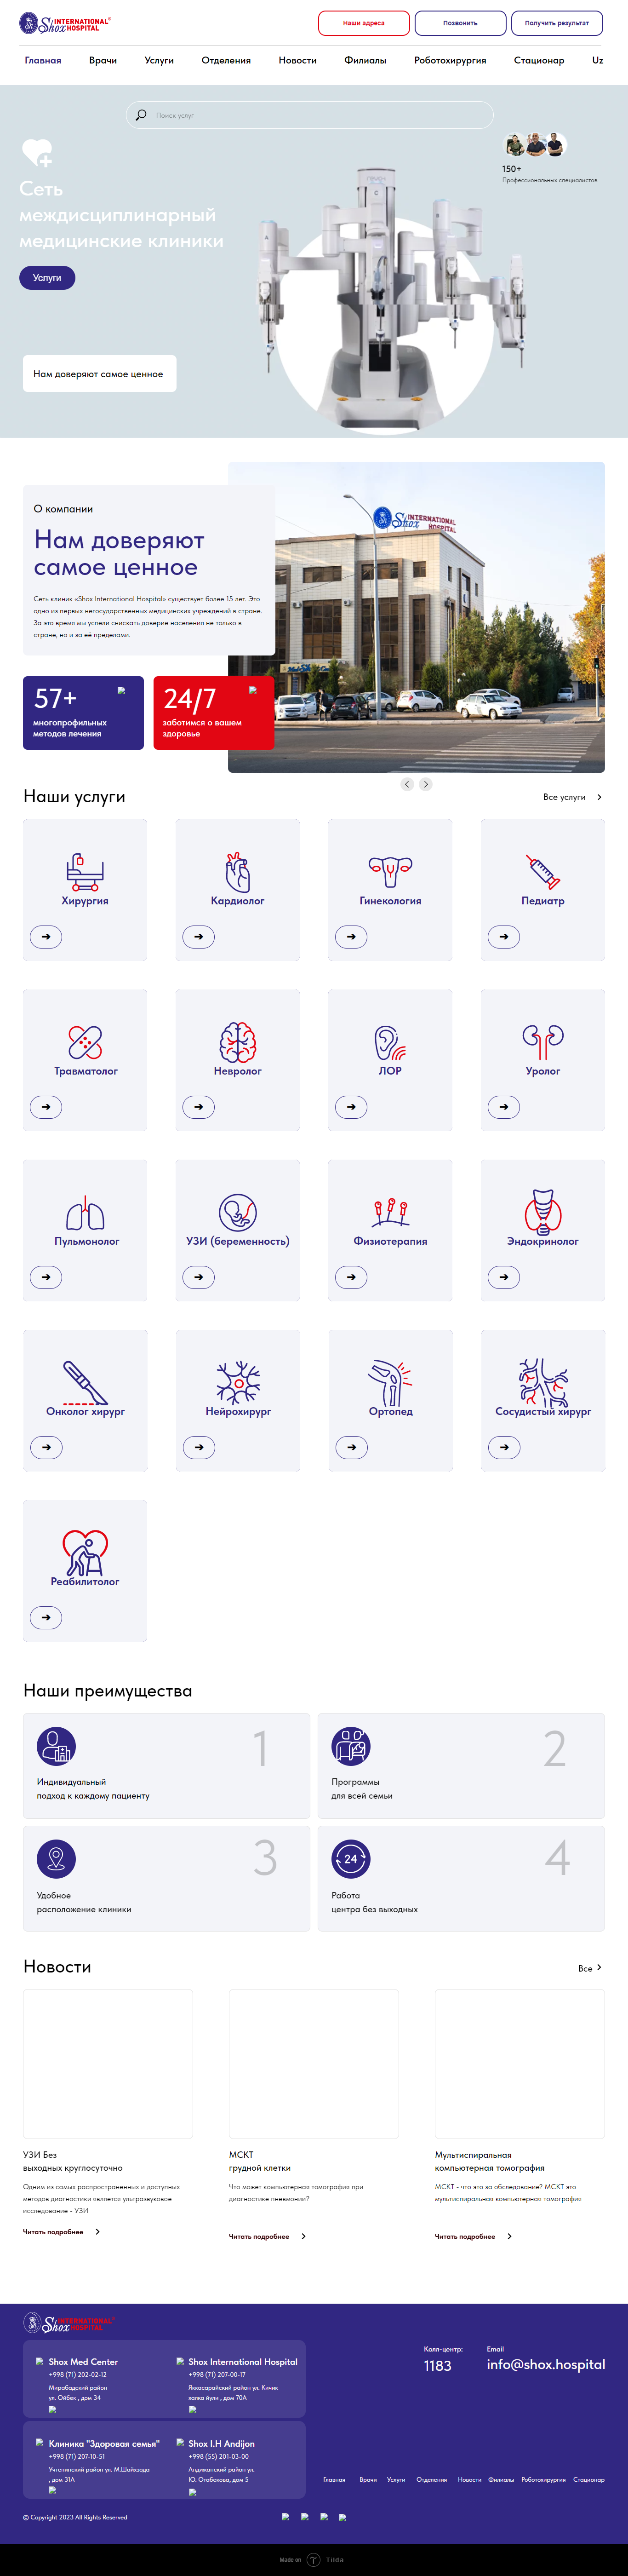 Shox INTERNATIONAL® HOSPITAL
Наши адреса
Позвонить
Получить результат
Главная
Врачи
Услуги
Отделения
Новости
Филиалы
Роботохирургия
Стационар
Uz
Поиск услуг
150+
Профессиональных специалистов
Сеть
междисциплинарный
медицинские клиники
Услуги
Нам доверяют самое ценное
Shox INTERNATIONAL HOSPITAL
О компании
Нам доверяют
самое ценное
Сеть клиник «Shox International Hospital» существует более 15 лет. Это
одно из первых негосударственных медицинских учреждений в стране.
За это время мы успели снискать доверие населения не только в
стране, но и за её пределами.
57+
многопрофильных
методов лечения
24/7
заботимся о вашем
здоровье
Наши услуги
Все услуги
Хирургия
Кардиолог
Гинекология
Педиатр
Травматолог
Невролог
ЛОР
Уролог
Пульмонолог
УЗИ (беременность)
Физиотерапия
Эндокринолог
Онколог хирург
Нейрохирург
Ортопед
Сосудистый хирург
Реабилитолог
Наши преимущества
1
Индивидуальный
подход к каждому пациенту
2
Программы
для всей семьи
3
Удобное
расположение клиники
24
4
Работа
центра без выходных
Новости
Все
УЗИ Без
выходных круглосуточно
Одним из самых распространенных и доступных
методов диагностики является ультразвуковое
исследование - УЗИ
Читать подробнее
МСКТ
грудной клетки
Что может компьютерная томография при
диагностике пневмонии?
Читать подробнее
Мультиспиральная
компьютерная томография
МСКТ - что это за обследование? МСКТ это
мультиспиральная компьютерная томография
Читать подробнее
Shox INTERNATIONAL® HOSPITAL
Shox Med Center
+998 (71) 202-02-12
Мирабадский район
ул. Ойбек , дом 34
Shox International Hospital
+998 (71) 207-00-17
Яккасарайский район ул. Кичик
халка йули , дом 70А
Клиника "Здоровая семья"
+998 (71) 207-10-51
Учтепинский район ул. М.Шайхзода
, дом 31А
Shox I.H Andijon
+998 (55) 201-03-00
Андижанский район ул.
Ю. Отабекова, дом 5
Колл-центр:
1183
Email
info@shox.hospital
Главная
Врачи
Услуги
Отделения
Новости
Филиалы
Роботохирургия
Стационар
© Copyright 2023 All Rights Reserved
Made on Tilda